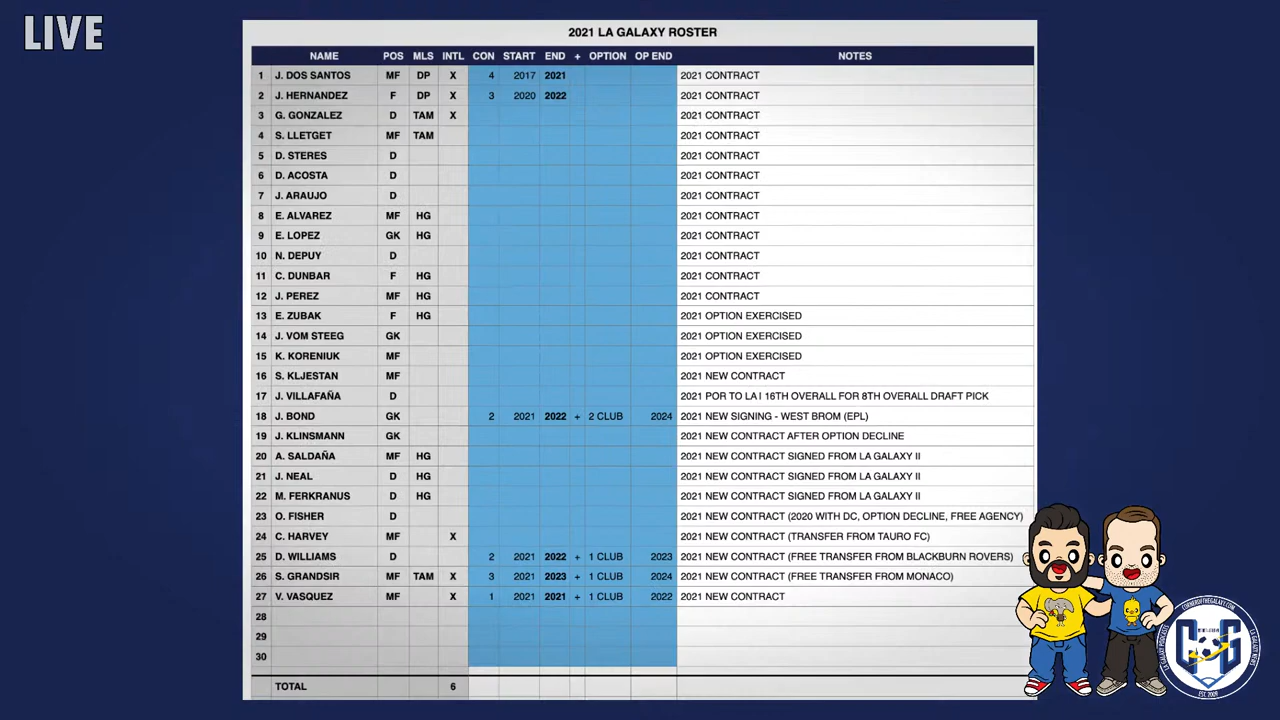 LIVE
2021 LA GALAXY ROSTER
NAME POS MLS INTL CON START END + OPTION OP END NOTES
1 J. DOS SANTOS MF DP X 4 2017 2021 2021 CONTRACT
2 J. HERNANDEZ F DP X 3 2020 2022 2021 CONTRACT
3 G. GONZALEZ D TAM X 2021 CONTRACT
4 S. LLETGET MF TAM 2021 CONTRACT
5 D. STERES D 2021 CONTRACT
6 D. ACOSTA D 2021 CONTRACT
7 J. ARAUJO D 2021 CONTRACT
8 E. ALVAREZ MF HG 2021 CONTRACT
9 E. LOPEZ GK HG 2021 CONTRACT
10 N. DEPUY D 2021 CONTRACT
11 C. DUNBAR F HG 2021 CONTRACT
12 J. PEREZ MF HG 2021 CONTRACT
13 E. ZUBAK F HG 2021 OPTION EXERCISED
14 J. VOM STEEG GK 2021 OPTION EXERCISED
15 K. KORENIUK MF 2021 OPTION EXERCISED
16 S. KLJESTAN MF 2021 NEW CONTRACT
17 J. VILLAFAÑA D 2021 POR TO LA I 16TH OVERALL FOR 8TH OVERALL DRAFT PICK
18 J. BOND GK 2 2021 2022 + 2 CLUB 2024 2021 NEW SIGNING - WEST BROM (EPL)
19 J. KLINSMANN GK 2021 NEW CONTRACT AFTER OPTION DECLINE
20 A. SALDAÑA MF HG 2021 NEW CONTRACT SIGNED FROM LA GALAXY II
21 J. NEAL D HG 2021 NEW CONTRACT SIGNED FROM LA GALAXY II
22 M. FERKRANUS D HG 2021 NEW CONTRACT SIGNED FROM LA GALAXY II
23 O. FISHER D 2021 NEW CONTRACT (2020 WITH DC, OPTION DECLINE, FREE AGENCY)
24 C. HARVEY MF X 2021 NEW CONTRACT (TRANSFER FROM TAURO FC)
25 D. WILLIAMS D 2 2021 2022 + 1 CLUB 2023 2021 NEW CONTRACT (FREE TRANSFER FROM BLACKBURN ROVERS)
26 S. GRANDSIR MF TAM X 3 2021 2023 + 1 CLUB 2024 2021 NEW CONTRACT (FREE TRANSFER FROM MONACO)
27 V. VASQUEZ MF X 1 2021 2021 + 1 CLUB 2022 2021 NEW CONTRACT
28
29
30
TOTAL 6
CORNEROFTHEGALAXY.COM
LA GALAXY PODCASTS
LA GALAXY NEWS
EST. 2009